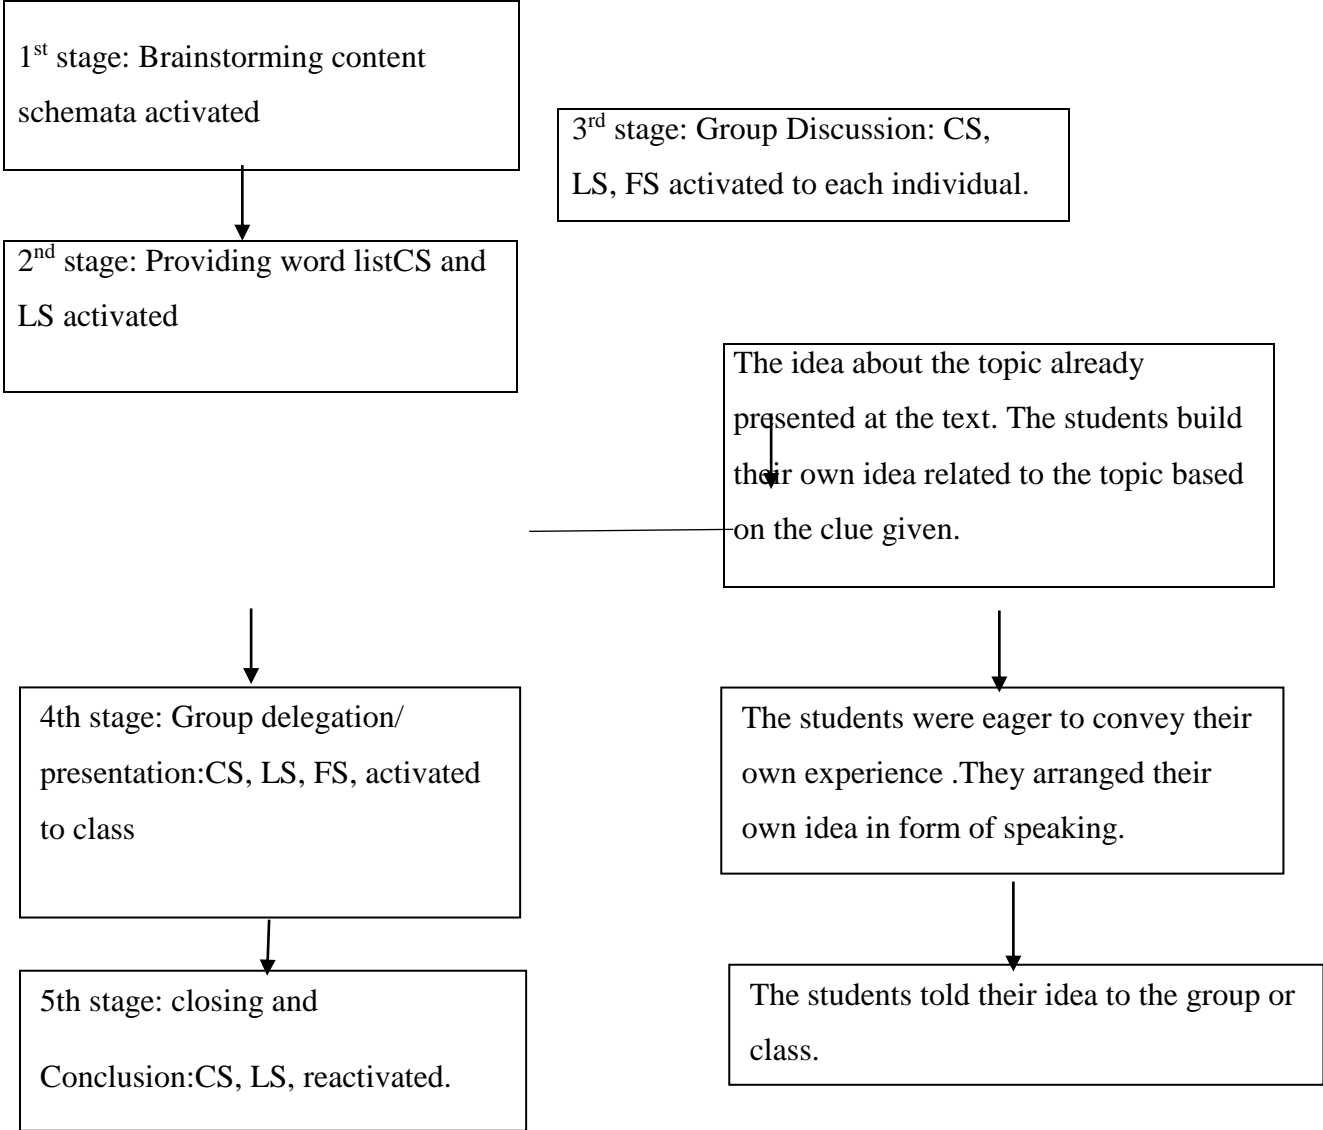 1st stage: Brainstorming content
schemata activated
3rd stage: Group Discussion: CS,
LS, FS activated to each individual.
2nd stage: Providing word listCS and
LS activated
The idea about the topic already
presented at the text. The students build
their own idea related to the topic based
on the clue given.
4th stage: Group delegation/
presentation:CS, LS, FS, activated
to class
The students were eager to convey their
own experience .They arranged their
own idea in form of speaking.
5th stage: closing and
Conclusion:CS, LS, reactivated.
The students told their idea to the group or
class.